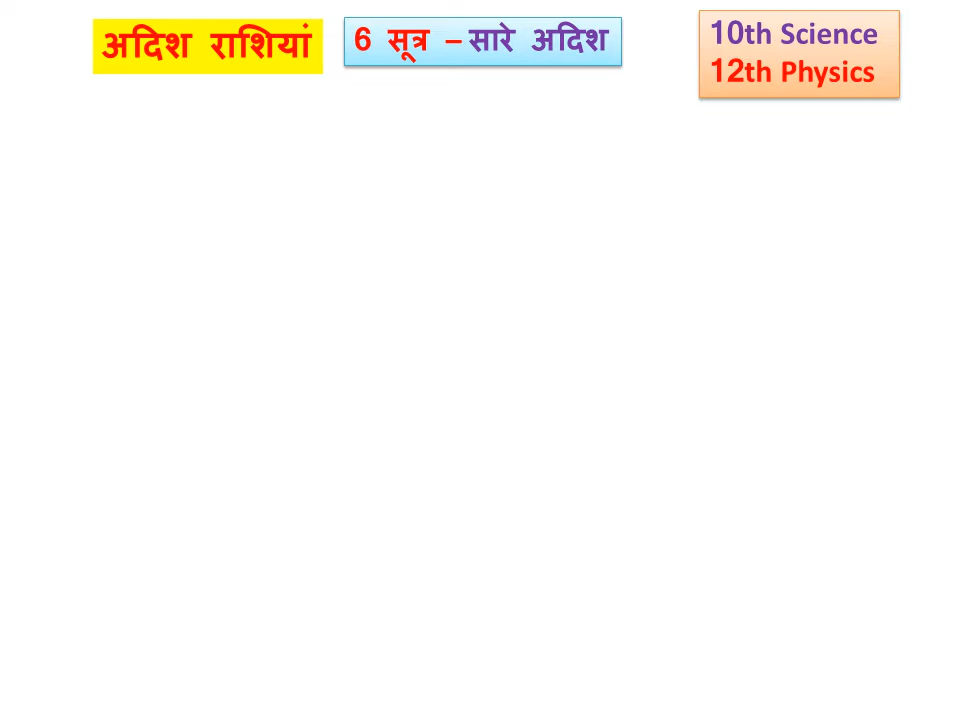 अदिश राशियां
6 सूत्र – सारे अदिश
10th Science
12th Physics